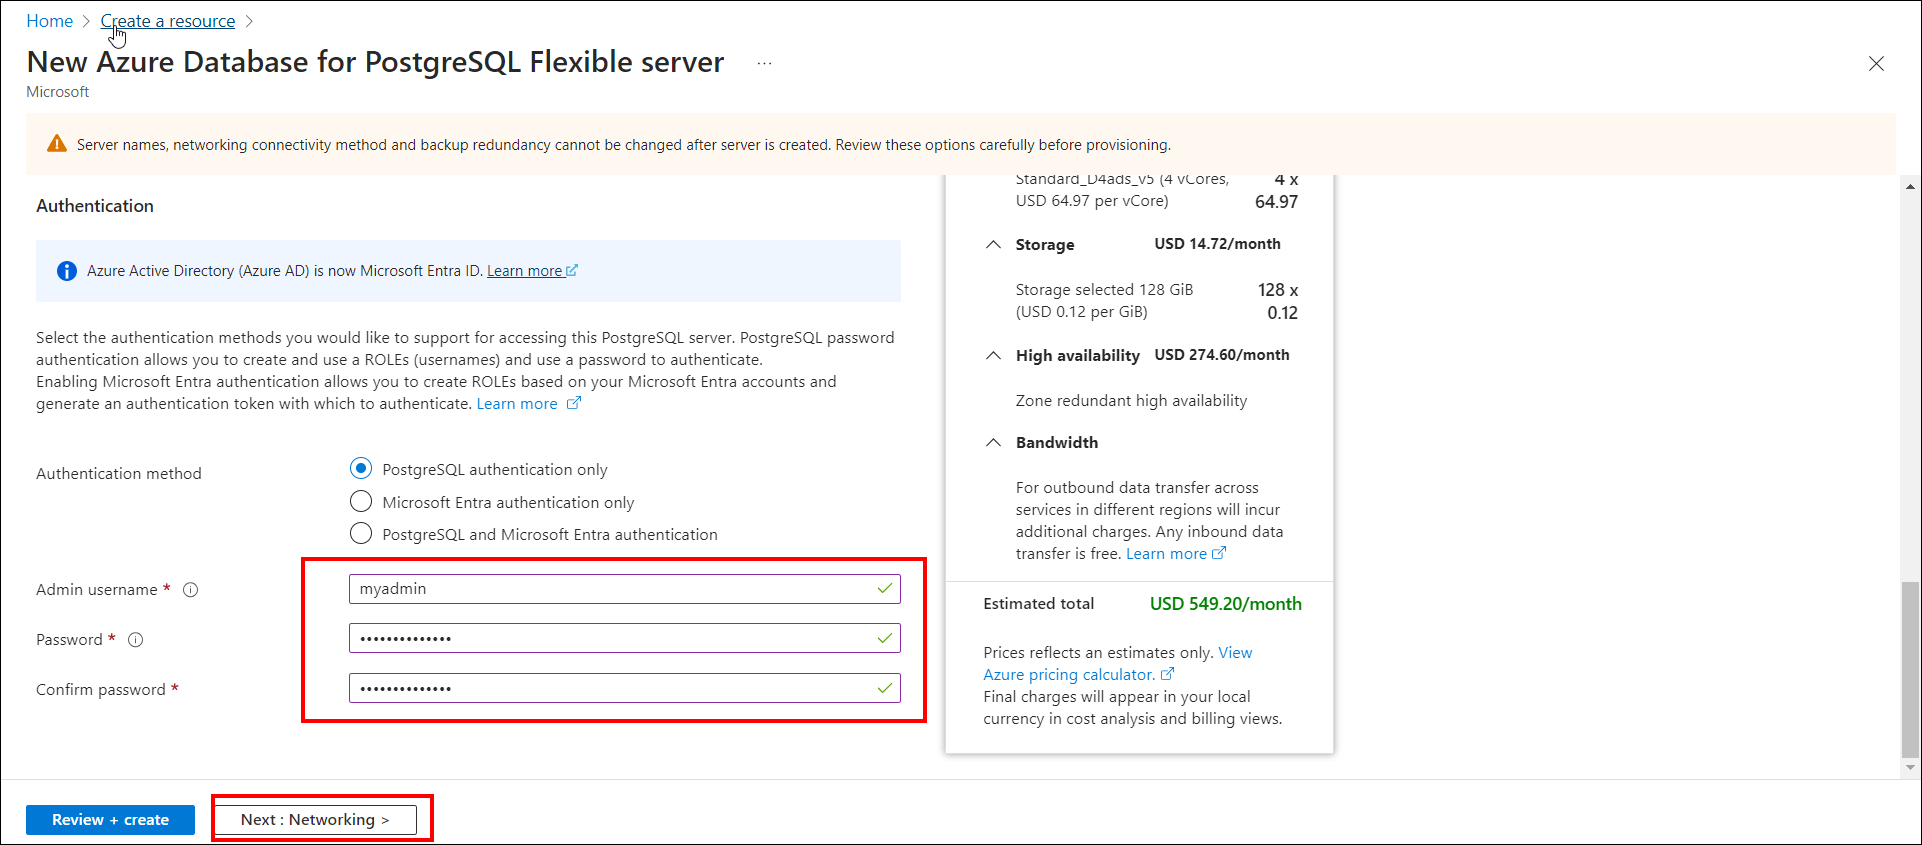 Home > Create a resource >
New Azure Database for PostgreSQL Flexible server ...
Microsoft
Server names, networking connectivity method and backup redundancy cannot be changed after server is created. Review these options carefully before provisioning.
Authentication
Azure Active Directory (Azure AD) is now Microsoft Entra ID. Learn more
Select the authentication methods you would like to support for accessing this PostgreSQL server. PostgreSQL password
authentication allows you to create and use a ROLEs (usernames) and use a password to authenticate.
Enabling Microsoft Entra authentication allows you to create ROLEs based on your Microsoft Entra accounts and
generate an authentication token with which to authenticate. Learn more
Authentication method
PostgreSQL authentication only
Microsoft Entra authentication only
PostgreSQL and Microsoft Entra authentication
Admin username *
myadmin
Password *
••••••••••••••
Confirm password *
••••••••••••••
Standard_D4ads_v5 (4 vCores, 4 x
USD 64.97 per vCore) 64.97
Storage USD 14.72/month
Storage selected 128 GiB 128 x
(USD 0.12 per GiB) 0.12
High availability USD 274.60/month
Zone redundant high availability
Bandwidth
For outbound data transfer across
services in different regions will incur
additional charges. Any inbound data
transfer is free. Learn more
Estimated total USD 549.20/month
Prices reflects an estimates only. View
Azure pricing calculator.
Final charges will appear in your local
currency in cost analysis and billing views.
Review + create
Next : Networking >